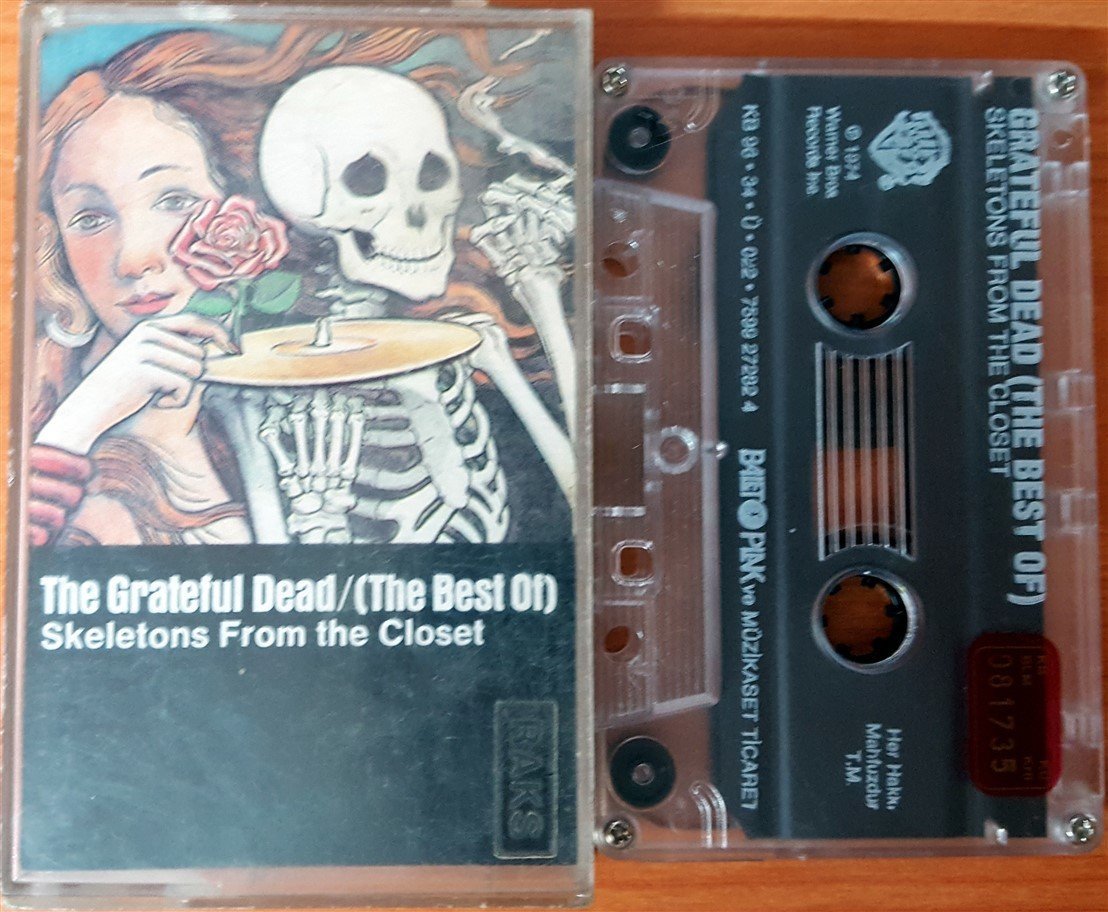 The Grateful Dead/(The Best Of)
Skeletons From the Closet
RAKS
GRATEFUL DEAD (THE BEST OF)
SKELETONS FROM THE CLOSET
℗ 1974
Warner Bros
Records Inc.
KB 96 • 34 • Ü • 032 • 7599 27282 4
BALET PLAK ve MÜZİKASET TİCARET
Her Hakkı
Mahfuzdur
T.M.
081735